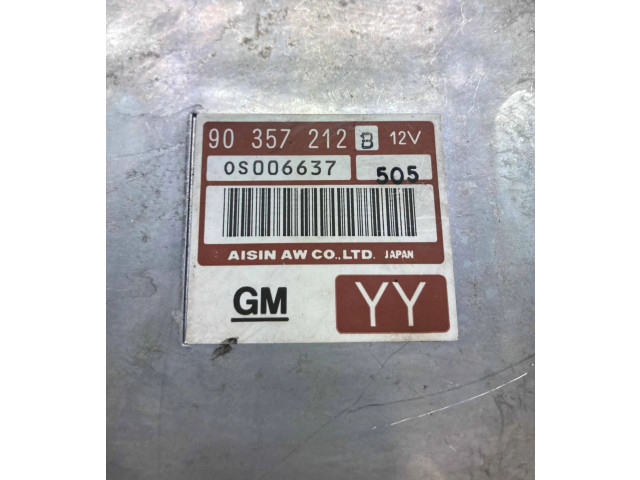 90 357 212 B 12V
0S006637 505
AISIN AW CO., LTD. JAPAN
GM YY